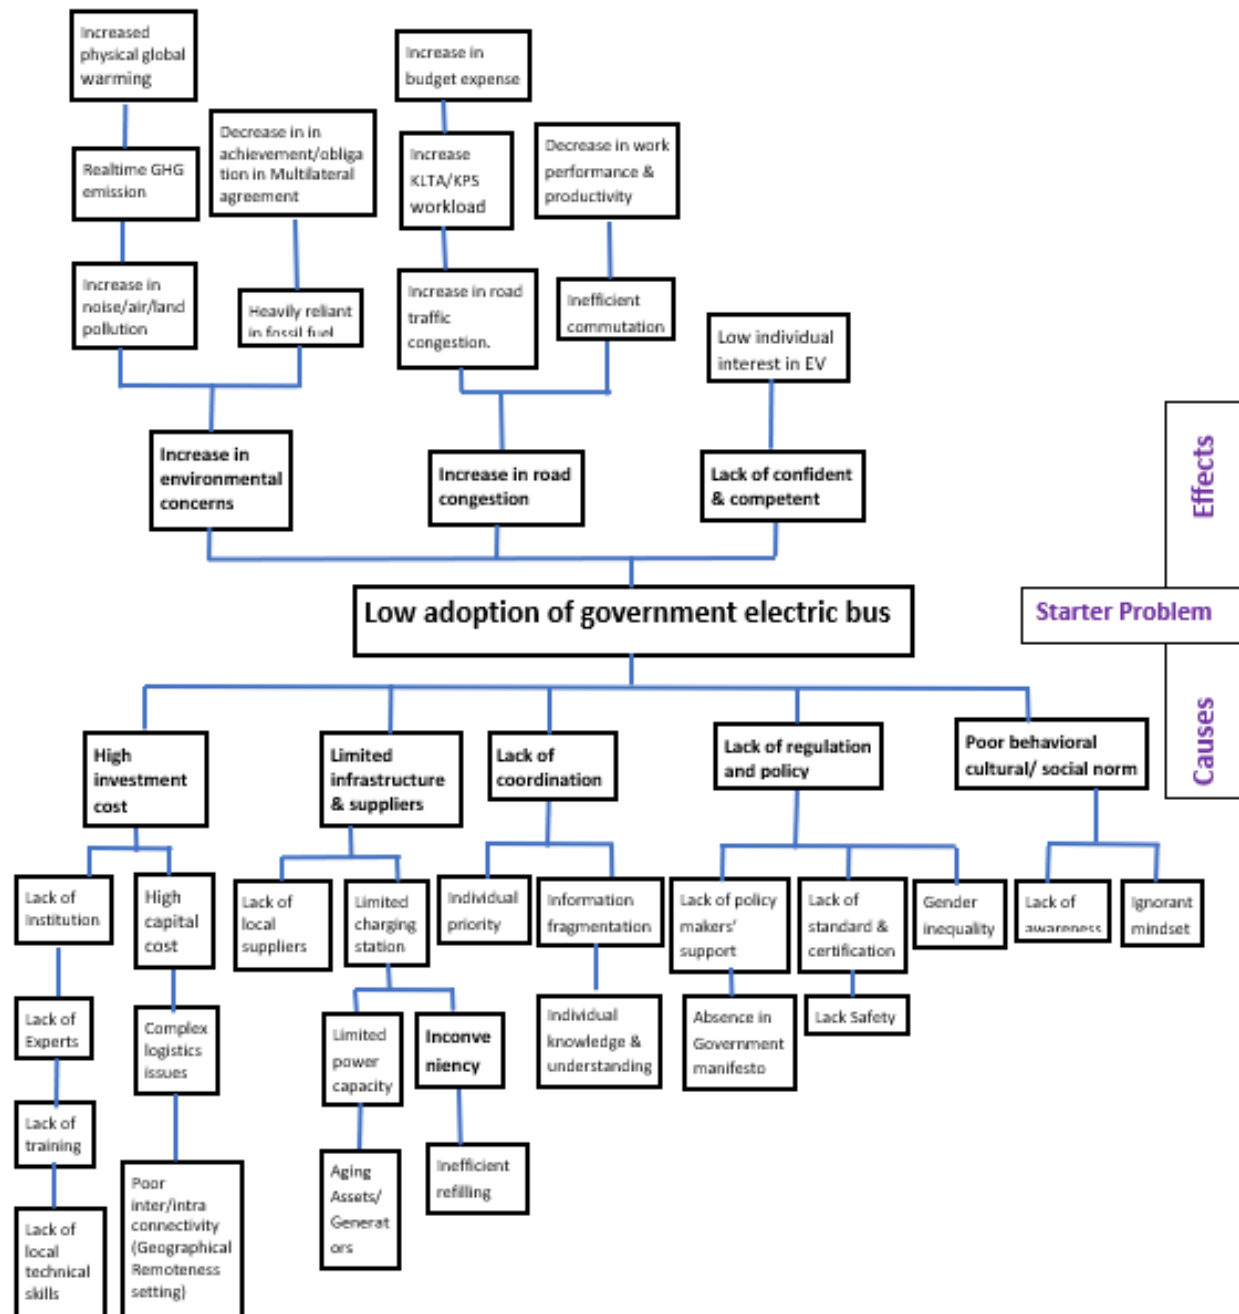 Increased
physical global
warming
Increase in
budget expense
Decrease in in
achievement/obliga
tion in Multilateral
agreement
Increase
KLTA/KPS
workload
Decrease in work
performance &
productivity
Realtime GHG
emission
Increase in
noise/air/land
pollution
Heavily reliant
in fossil fuel
Increase in road
traffic
congestion.
Inefficient
commutation
Low individual
interest in EV
Increase in
environmental
concerns
Increase in road
congestion
Lack of confident
& competent
Effects
Low adoption of government electric bus
Starter Problem
Causes
High
investment
cost
Limited
infrastructure
& suppliers
Lack of
coordination
Lack of regulation
and policy
Poor behavioral
cultural/ social norm
Lack of
Institution
High
capital
cost
Lack of
local
suppliers
Limited
charging
station
Individual
priority
Information
fragmentation
Lack of policy
makers'
support
Lack of
standard &
certification
Gender
inequality
Lack of
awareness
Ignorant
mindset
Lack of
Experts
Complex
logistics
issues
Limited
power
capacity
Inconve
niency
Individual
knowledge &
understanding
Absence in
Government
manifesto
Lack Safety
Lack of
training
Poor
inter/intra
connectivity
(Geographical
Remoteness
setting)
Aging
Assets/
Generat
ors
Inefficient
refilling
Lack of
local
technical
skills